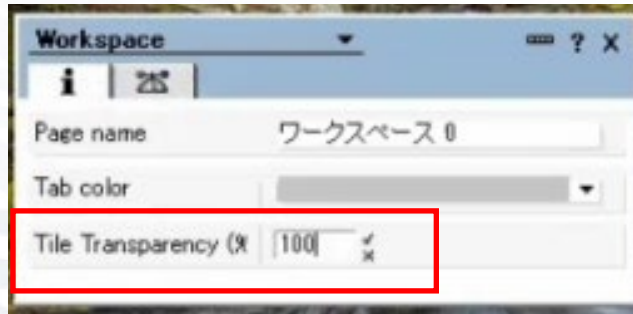 Workspace ? X
i
Page name ワークスペース 0
Tab color
Tile Transparency (% 100